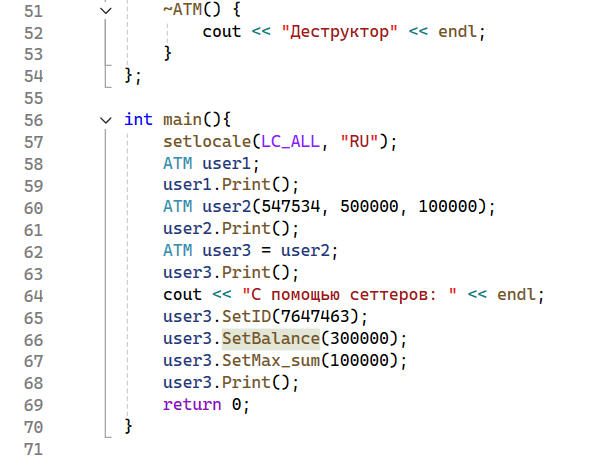 51 ~ATM() {
52 cout << "Деструктор" << endl;
53 }
54 };
55
56 int main(){
57 setlocale(LC_ALL, "RU");
58 ATM user1;
59 user1.Print();
60 ATM user2(547534, 500000, 100000);
61 user2.Print();
62 ATM user3 = user2;
63 user3.Print();
64 cout << "С помощью сеттеров: " << endl;
65 user3.SetID(7647463);
66 user3.SetBalance(300000);
67 user3.SetMax_sum(100000);
68 user3.Print();
69 return 0;
70 }
71